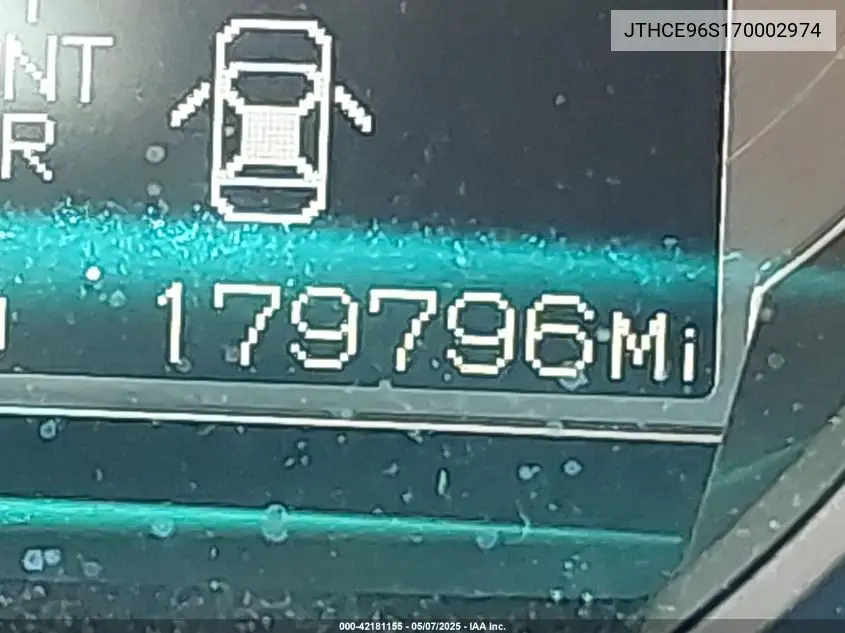 JTHCE96S170002974
NT
R
179796Mi
000-42181155 - 05/07/2025 - IAA Inc.